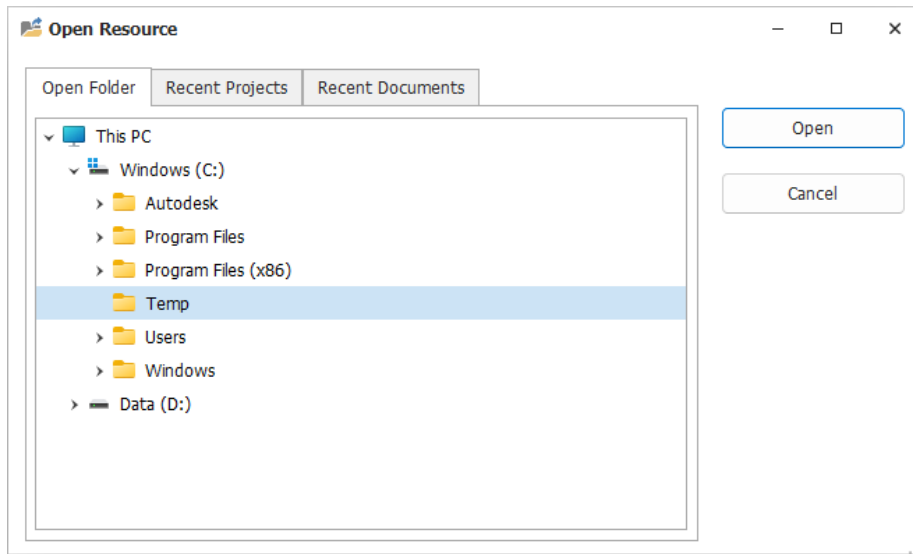 Open Resource
Open Folder Recent Projects Recent Documents
This PC
Windows (C:)
Autodesk
Program Files
Program Files (x86)
Temp
Users
Windows
Data (D:)
Open
Cancel